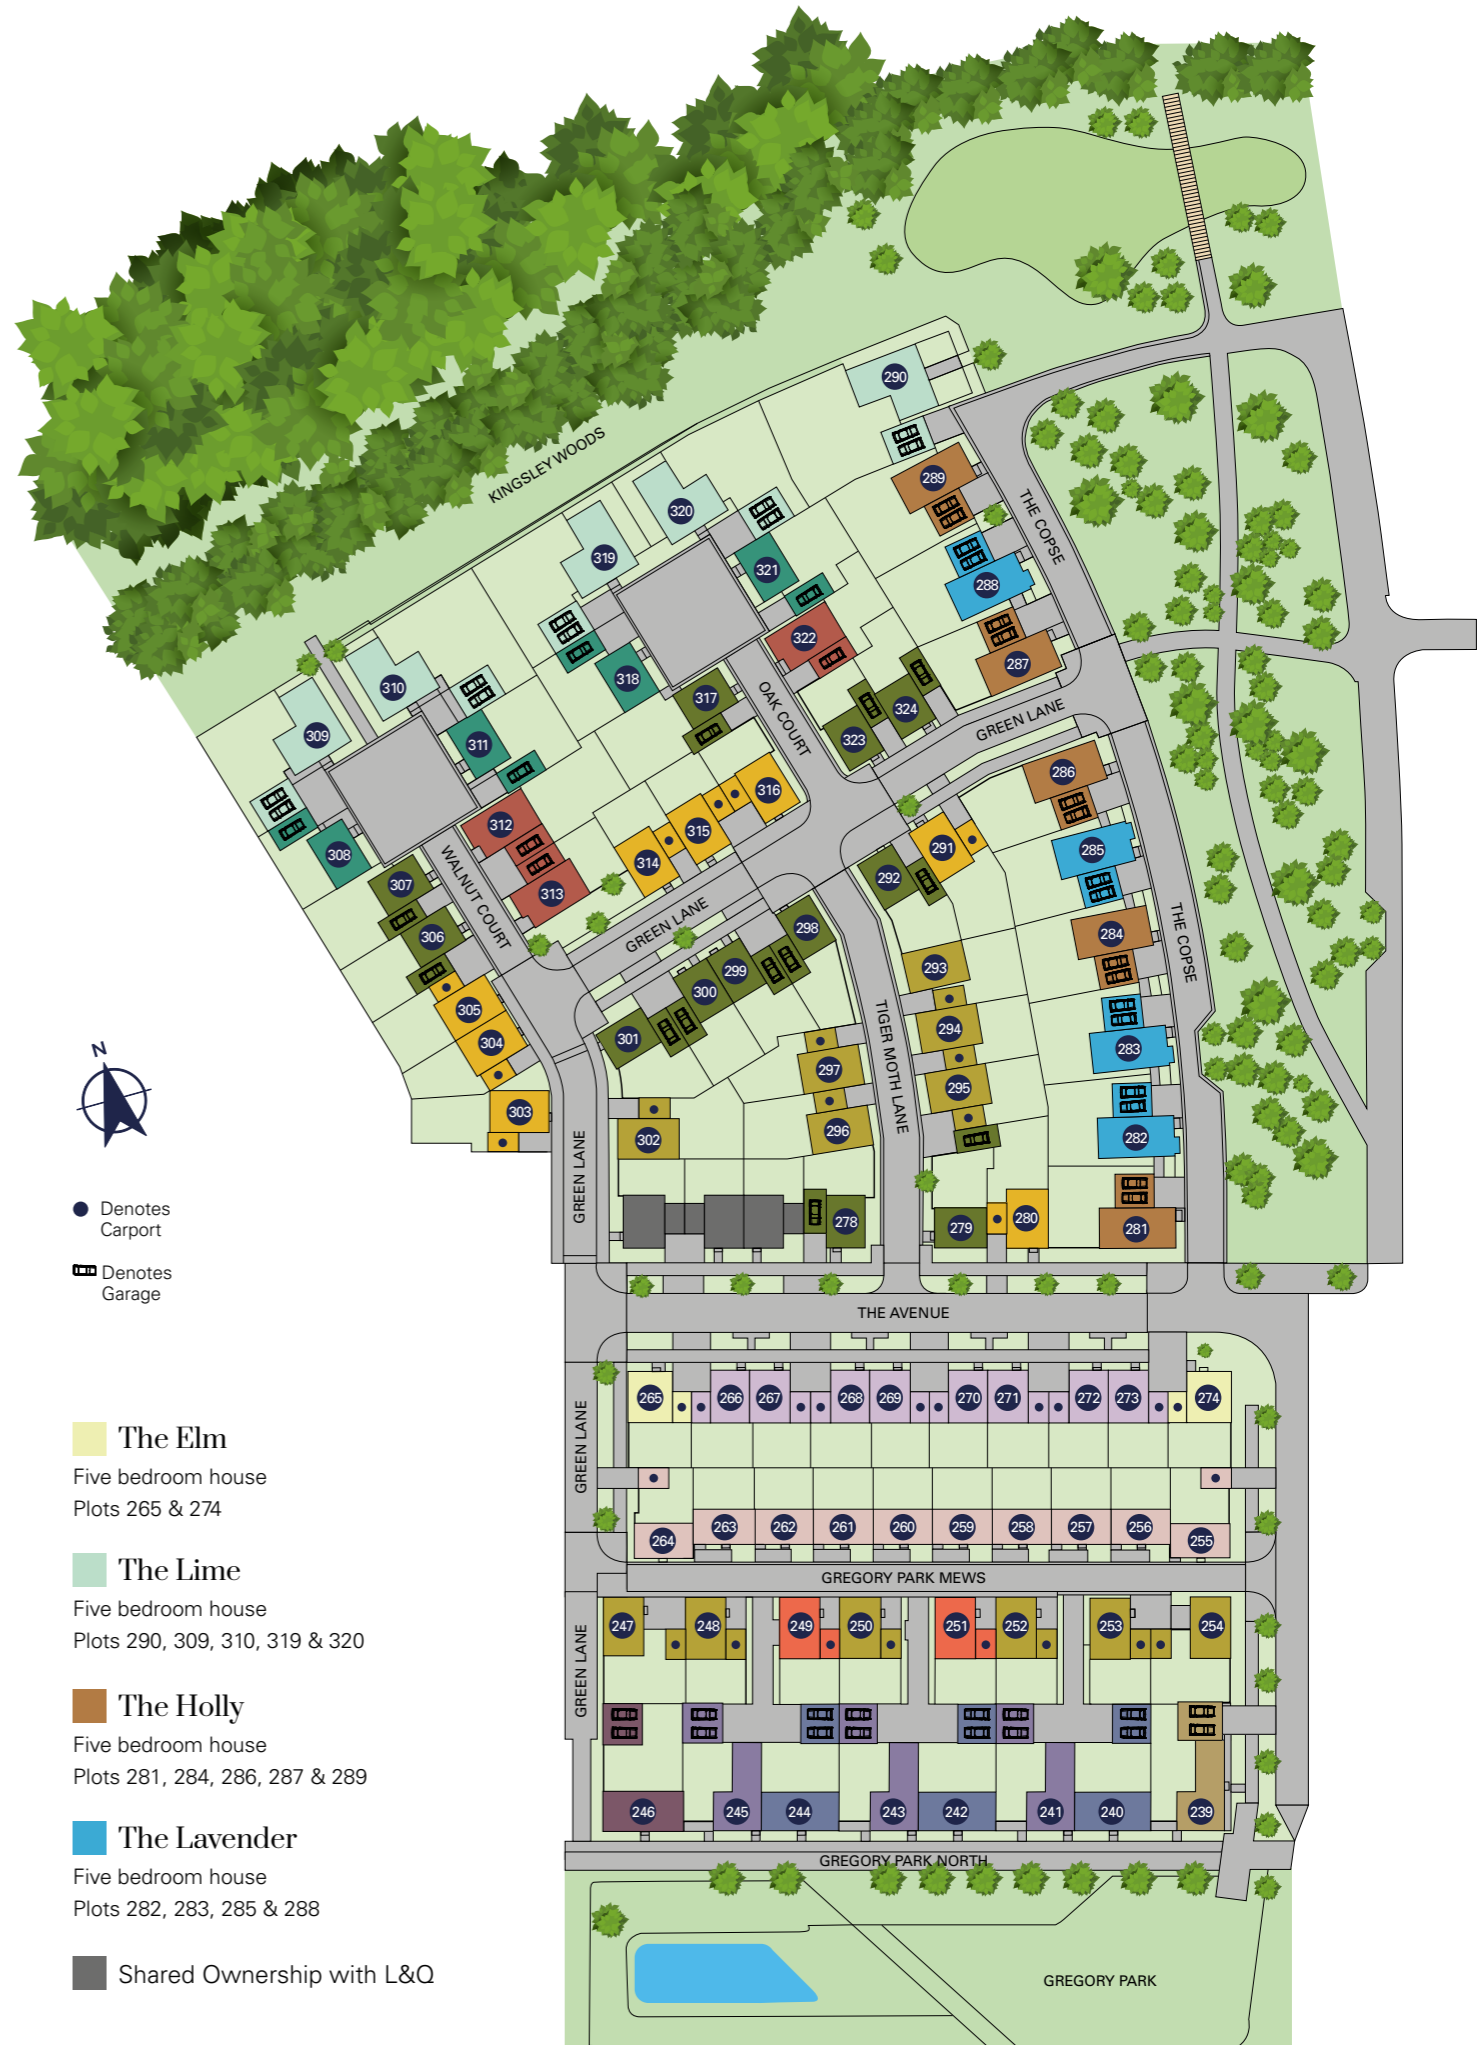 KINGSLEY WOODS
290
289
THE COPSE
320
319
321
288
322
287
318
310
317
OAK COURT
324
GREEN LANE
309
311
323
286
316
312
315
291
285
314
308
292
307
313
WALNUT COURT
GREEN LANE
298
284
THE COPSE
306
299
293
300
305
TIGER MOTH LANE
294
301
304
283
N
297
295
303
296
302
282
GREEN LANE
278
279
280
281
Denotes
Carport
Denotes
Garage
THE AVENUE
265
266
267
268
269
270
271
272
273
274
GREEN LANE
264
263
262
261
260
259
258
257
256
255
GREGORY PARK MEWS
247
248
249
250
251
252
253
254
GREEN LANE
246
245
244
243
242
241
240
239
GREGORY PARK NORTH
GREGORY PARK
The Elm
Five bedroom house
Plots 265 & 274
The Lime
Five bedroom house
Plots 290, 309, 310, 319 & 320
The Holly
Five bedroom house
Plots 281, 284, 286, 287 & 289
The Lavender
Five bedroom house
Plots 282, 283, 285 & 288
Shared Ownership with L&Q